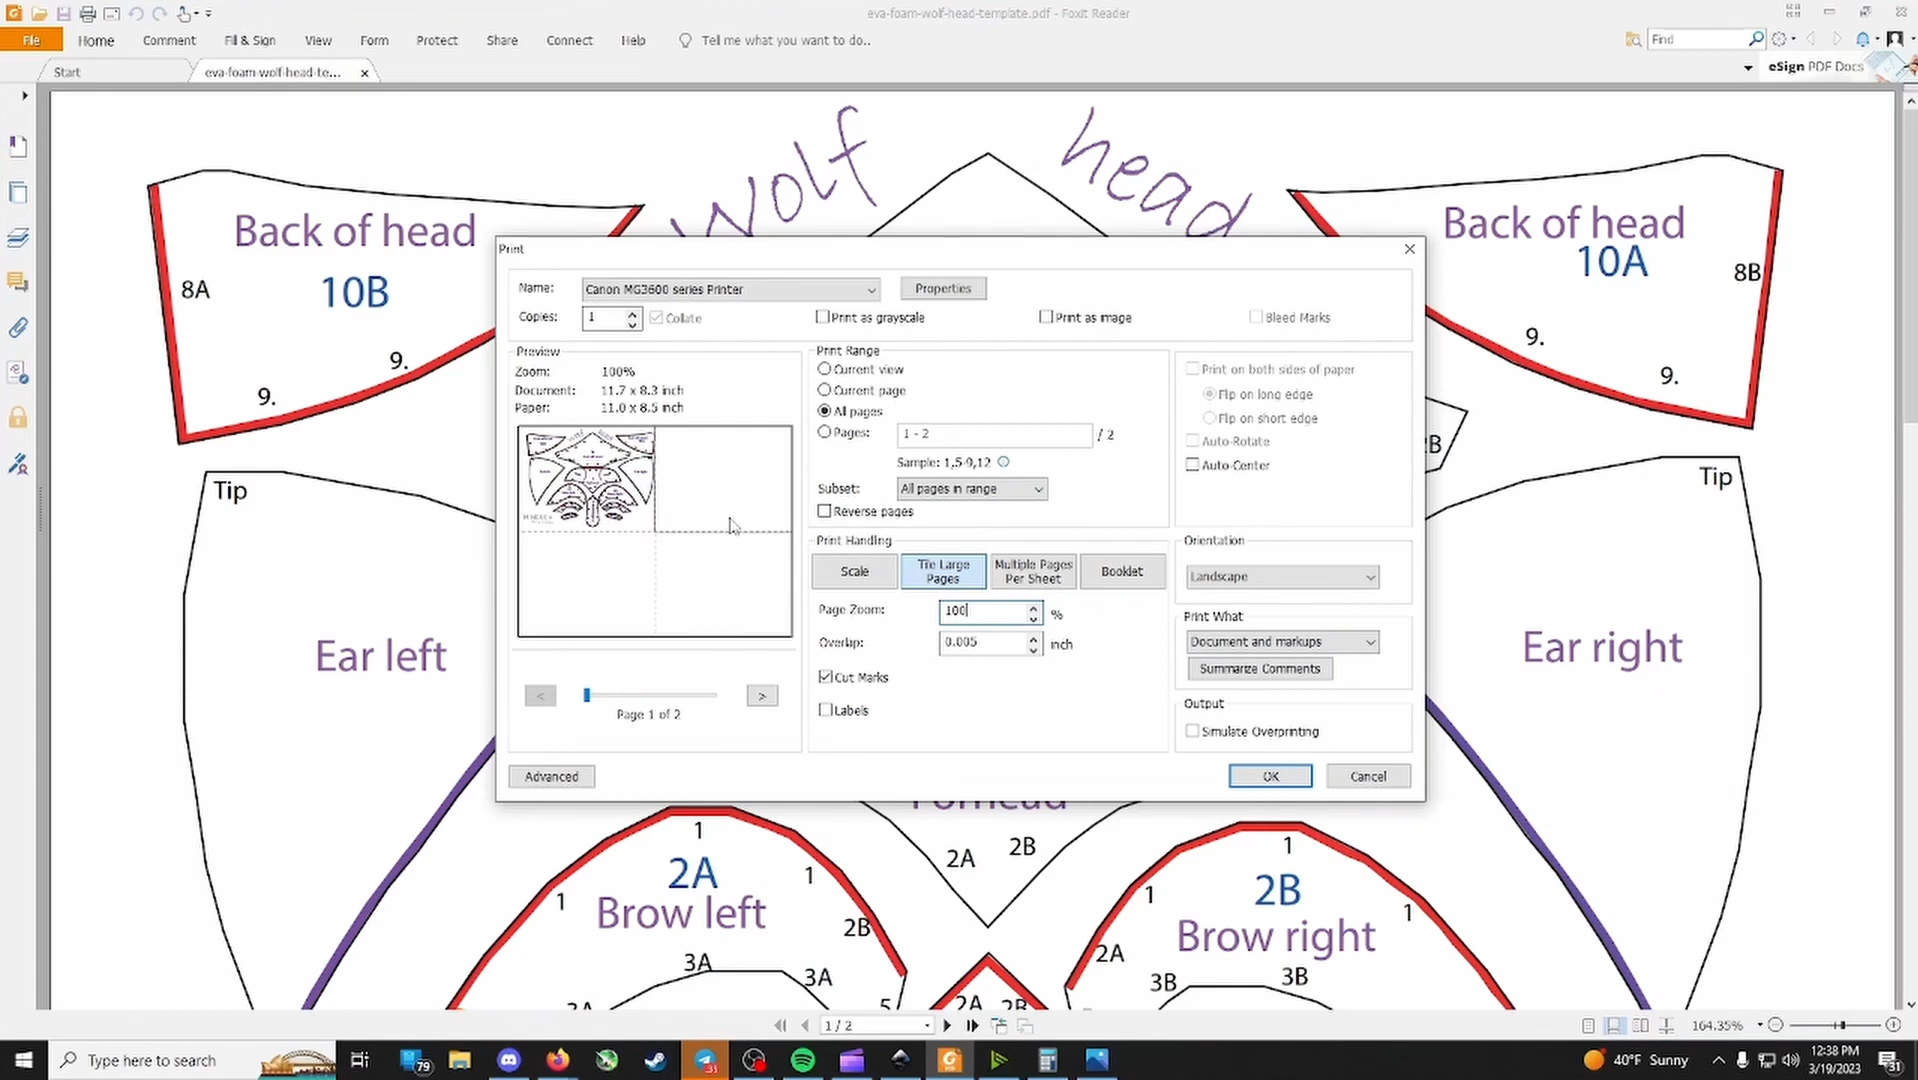 eva-foam-wolf-head-template.pdf - Foxit Reader
File Home Comment Fill & Sign View Form Protect Share Connect Help Tell me what you want to do.. Find
Start eva-foam-wolf-head-te... eSign PDF Docs
wolf head
Back of head
10B
8A
9.
9.
Back of head
10A
8B
9.
9.
Tip
Tip
Ear left
Ear right
Print
Name: Canon MG3600 series Printer Properties
Copies: 1 Collate Print as grayscale Print as image Bleed Marks
Preview
Zoom: 100%
Document: 11.7 x 8.3 inch
Paper: 11.0 x 8.5 inch
< >
Page 1 of 2
Print Range
Current view
Current page
All pages
Pages: 1 - 2 / 2
Sample: 1,5-9,12
Subset: All pages in range
Reverse pages
Print Handling
Scale
Tile Large
Pages
Multiple Pages
Per Sheet
Booklet
Page Zoom: 100 %
Overlap: 0.005 inch
Cut Marks
Labels
Print on both sides of paper
Flip on long edge
Flip on short edge
Auto-Rotate
Auto-Center
Orientation
Landscape
Print What
Document and markups
Summarize Comments
Output
Simulate Overprinting
Advanced OK Cancel
2A 2B
1
2A
1 1
Brow left
2B
3A 3A
1
2B
1 1
Brow right
2A
3B 3B
2A 2B
5
1 / 2 164.35%
Type here to search 79 31 40°F Sunny 12:38 PM
3/19/2023 31